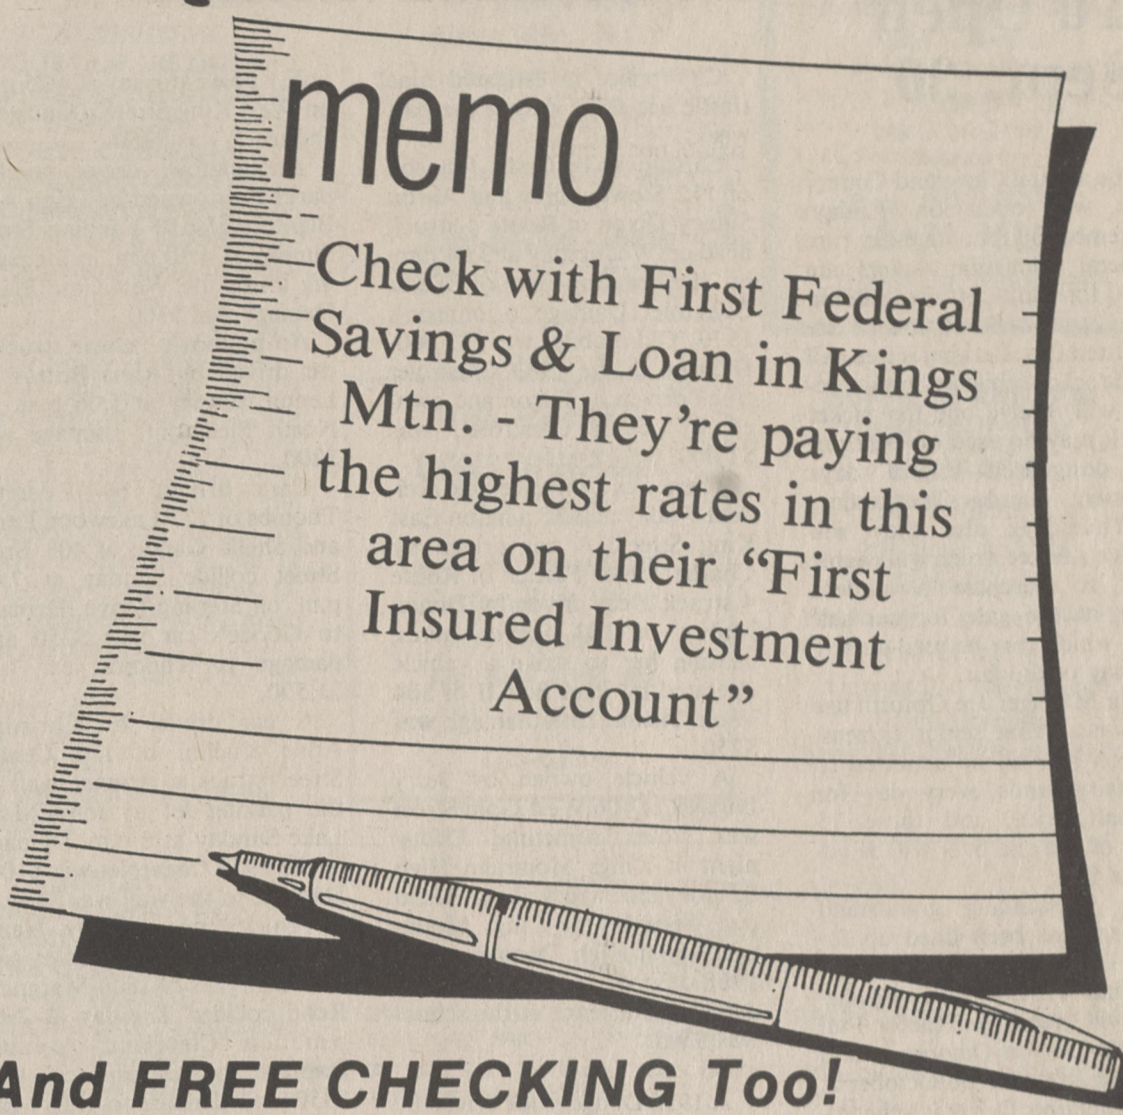 memo
Check with First Federal
Savings & Loan in Kings
Mtn. - They're paying
the highest rates in this
area on their “First
Insured Investment
Account”
And FREE CHECKING Too!